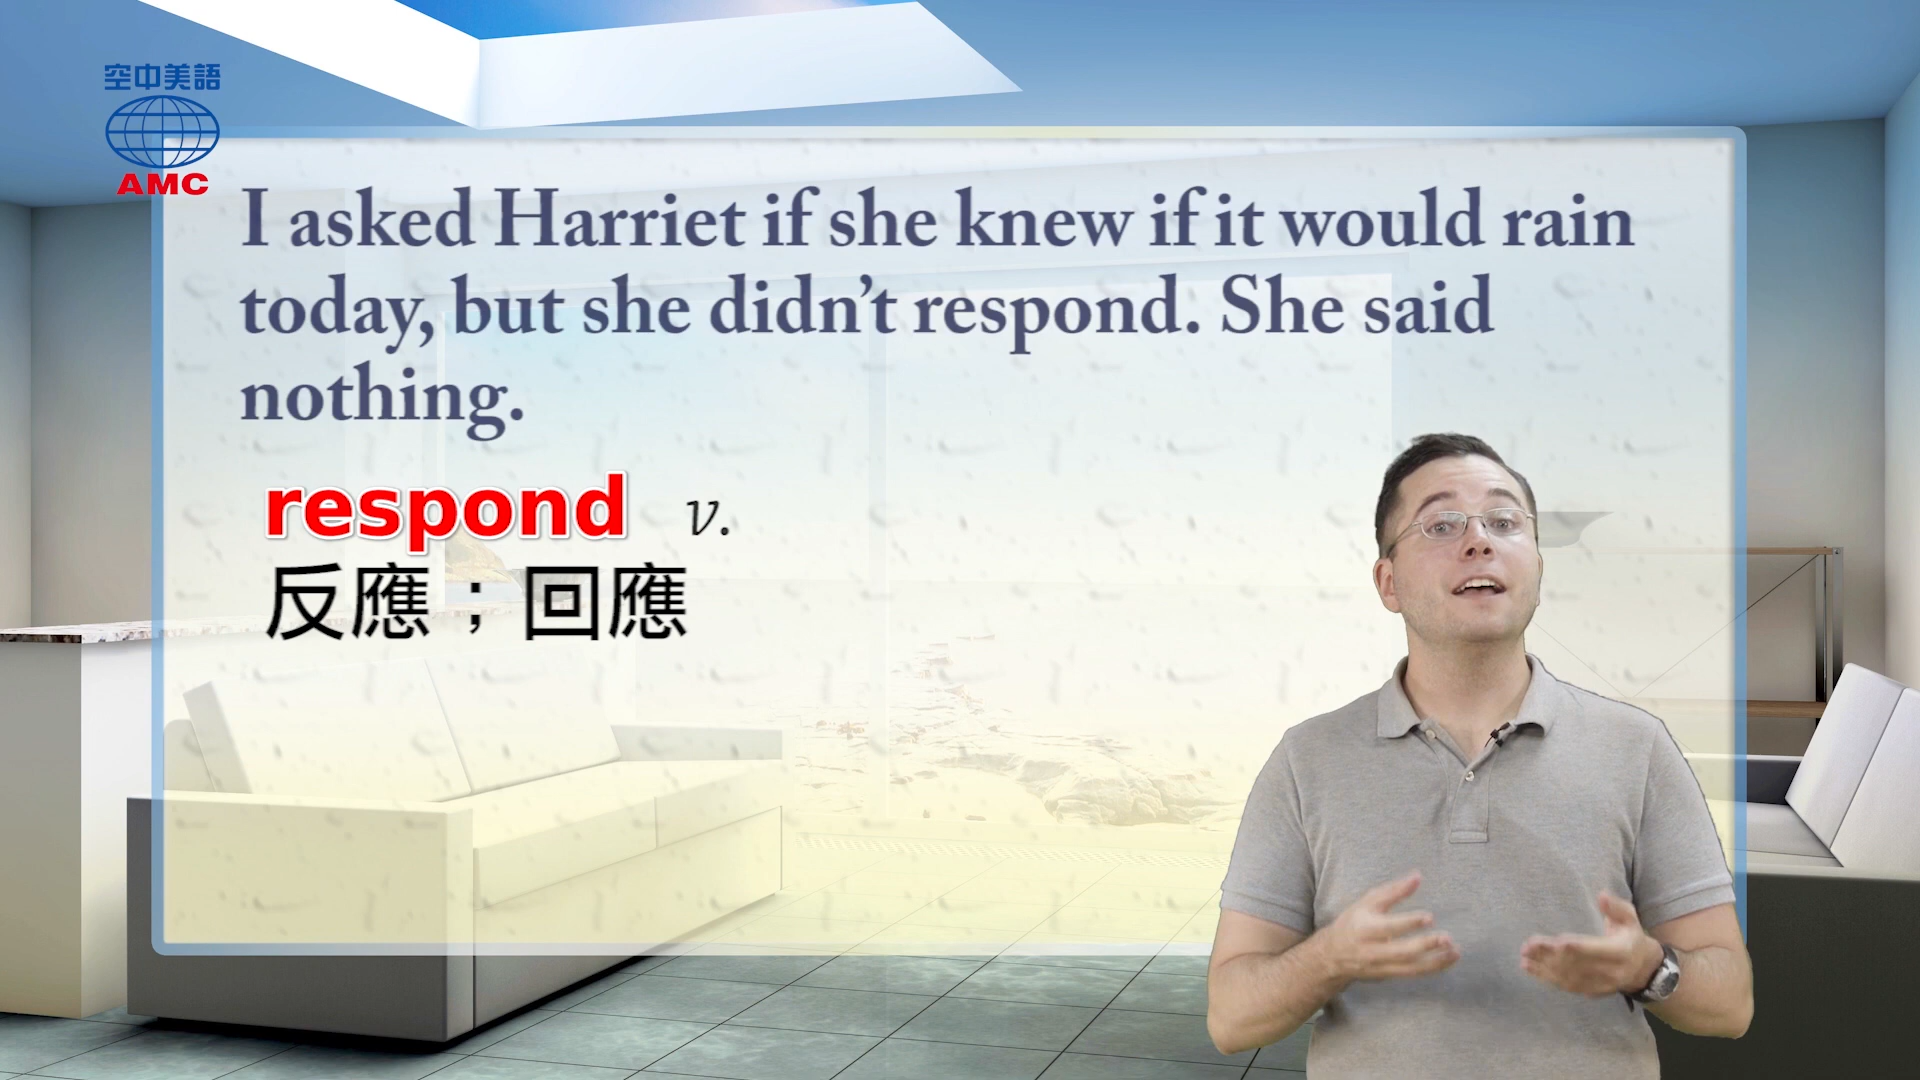 空中美語
AMC
I asked Harriet if she knew if it would rain
today, but she didn’t respond. She said
nothing.
respond v.
反應；回應